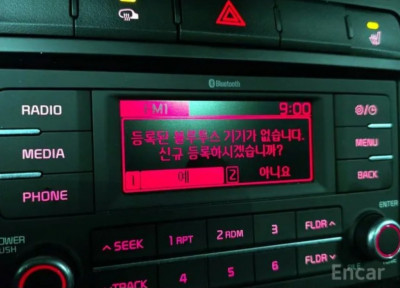 Bluetooth
RADIO
M1 9:00
등록된 블루투스 기기가 없습니다.
신규 등록하시겠습니까?
1 예 2 아니요
MEDIA
MENU
PHONE
BACK
ENTER
POWER
PUSH
SEEK 1 RPT 2 RDM 3 FLDR
TRACK 4 5 6 FLDR
Encar